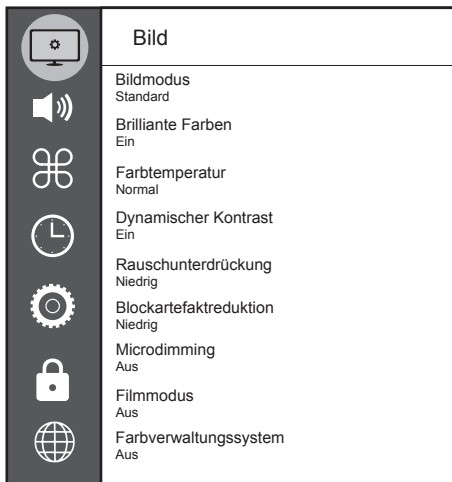 Bild
Bildmodus
Standard
Brilliante Farben
Ein
Farbtemperatur
Normal
Dynamischer Kontrast
Ein
Rauschunterdrückung
Niedrig
Blockartefaktreduktion
Niedrig
Microdimming
Aus
Filmmodus
Aus
Farbverwaltungssystem
Aus